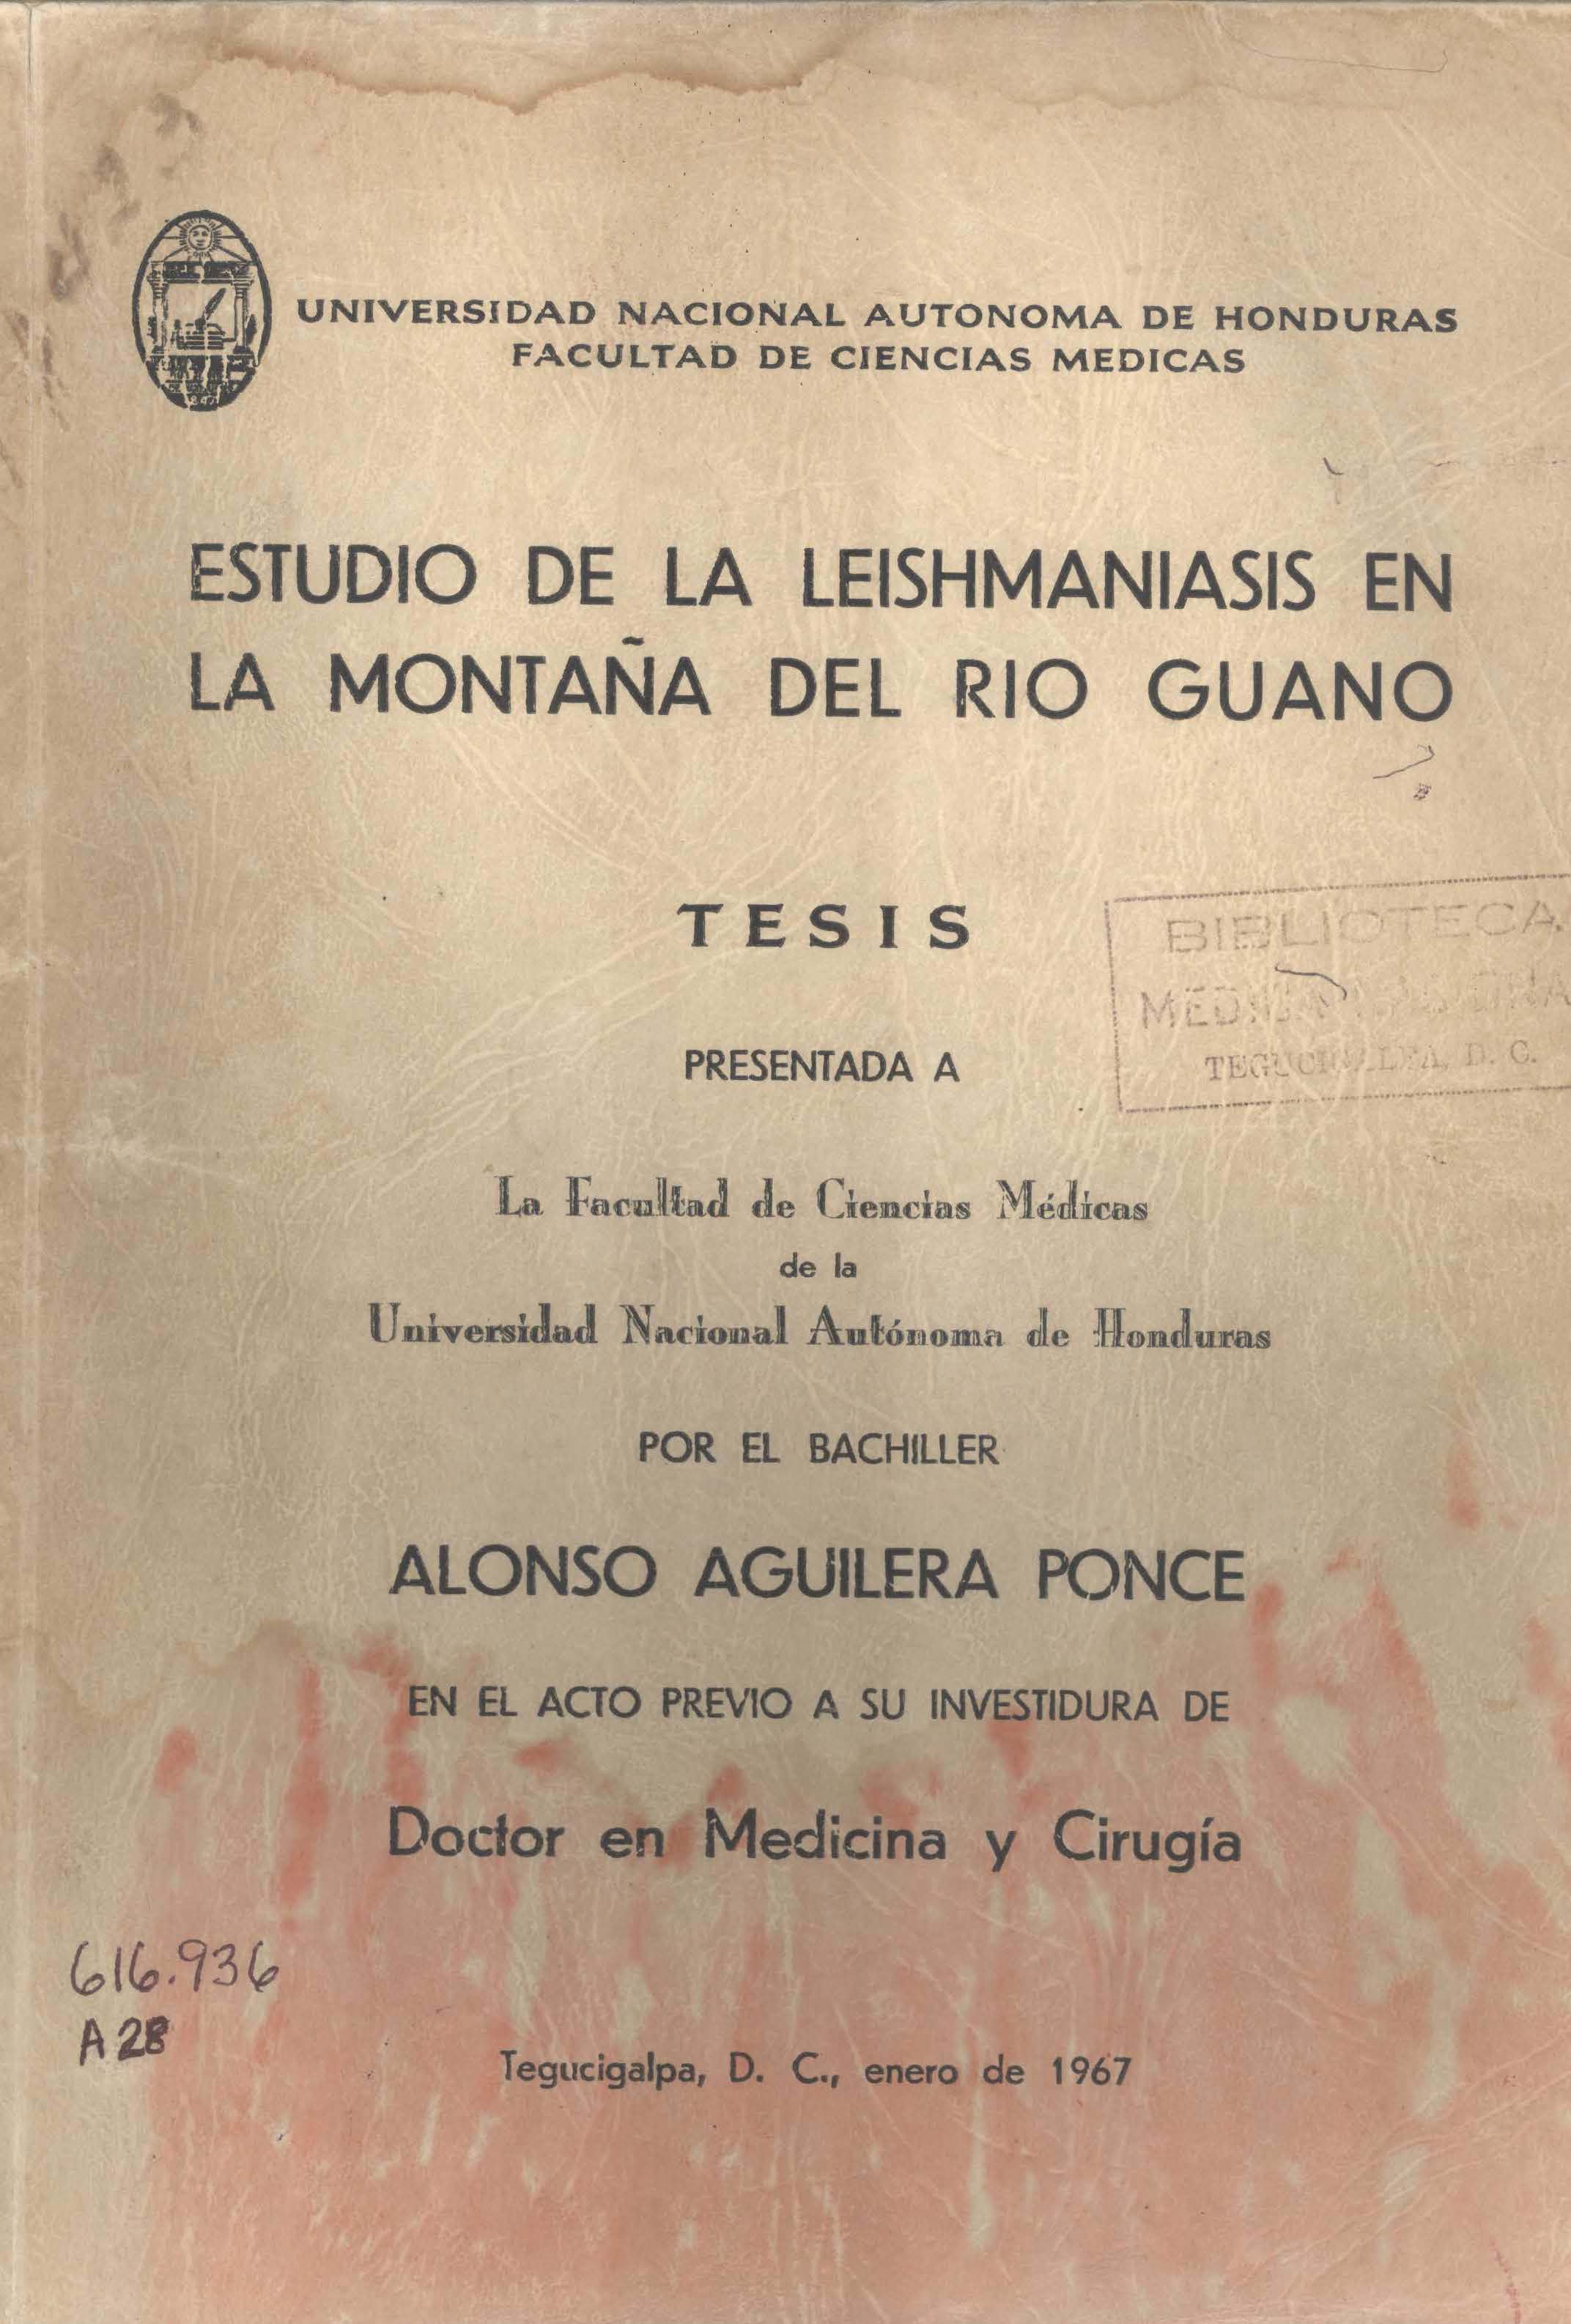 UNIVERSIDAD NACIONAL AUTONOMA DE HONDURAS
FACULTAD DE CIENCIAS MEDICAS
ESTUDIO DE LA LEISHMANIASIS EN
LA MONTAÑA DEL RIO GUANO
TESIS
BIBLIOTECA
TEGUCIGALPA, D. C.
PRESENTADA A
La Facultad de Ciencias Médicas
de la
Universidad Nacional Autónoma de Honduras
POR EL BACHILLER
ALONSO AGUILERA PONCE
EN EL ACTO PREVIO A SU INVESTIDURA DE
Doctor en Medicina y Cirugía
616.936
A28
Tegucigalpa, D. C., enero de 1967